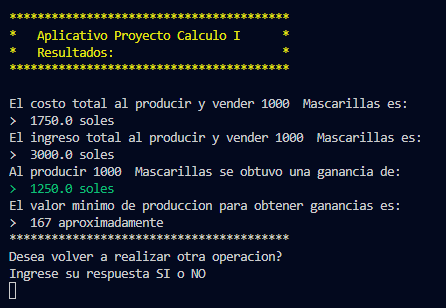 ****************************************
*   Aplicativo Proyecto Calculo I      *
*   Resultados:                        *
****************************************
El costo total al producir y vender 1000  Mascarillas es:
>  1750.0 soles
El ingreso total al producir y vender 1000  Mascarillas es:
>  3000.0 soles
Al producir 1000  Mascarillas se obtuvo una ganancia de:
>  1250.0 soles
El valor minimo de produccion para obtener ganancias es:
>  167 aproximadamente
****************************************
Desea volver a realizar otra operacion?
Ingrese su respuesta SI o NO